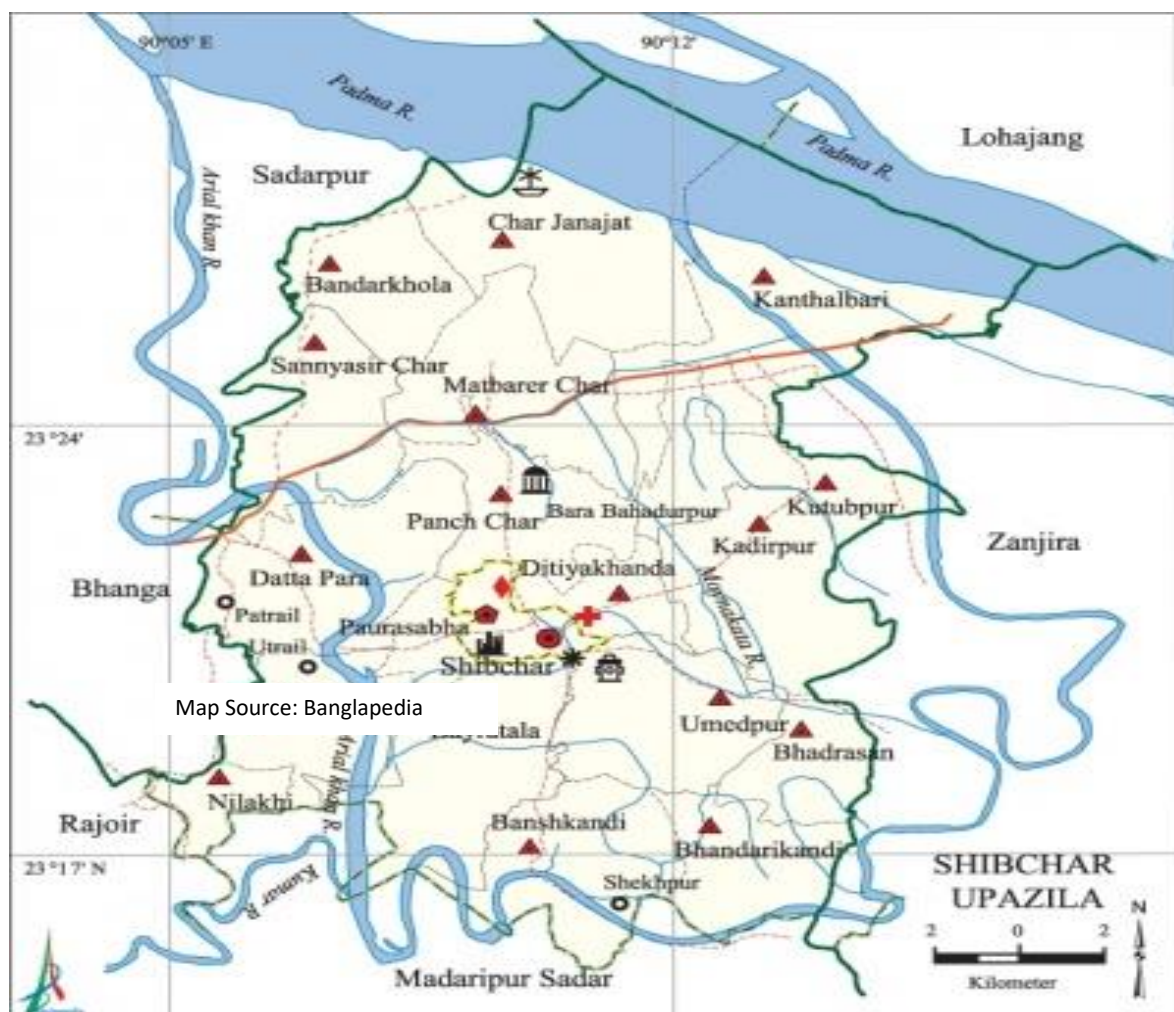 90°05' E
90°12'
Padma R.
Padma R.
Lohajang
Sadarpur
Arial khan R.
Char Janajat
Bandarkhola
Kanthalbari
Sannyasir Char
Matbarer Char
23 °24'
Bara Bahadurpur
Kutubpur
Panch Char
Kadirpur
Zanjira
Ditiyakhanda
Datta Para
Bhanga
Patrail
Paurasabha
Moynakata R.
Utrail
Shibchar
Map Source: Banglapedia
Umedpur
Bhadrasan
Arial khan R.
Nilakhi
Rajoir
Banshkandi
Bhandarikandi
23 °17' N
Kumar R.
Shekhpur
SHIBCHAR
UPAZILA
N
2 0 2
Kilometer
Madaripur Sadar